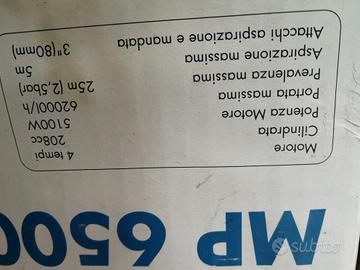 MP 6500
Motore 4 tempi
Cilindrata 208cc
Potenza Motore 5100W
Portata massima 62000l/h
Prevalenza massima 25m (2,5bar)
Aspirazione massima 5m
Attacchi aspirazione e mandata 3"(80mm)
subito